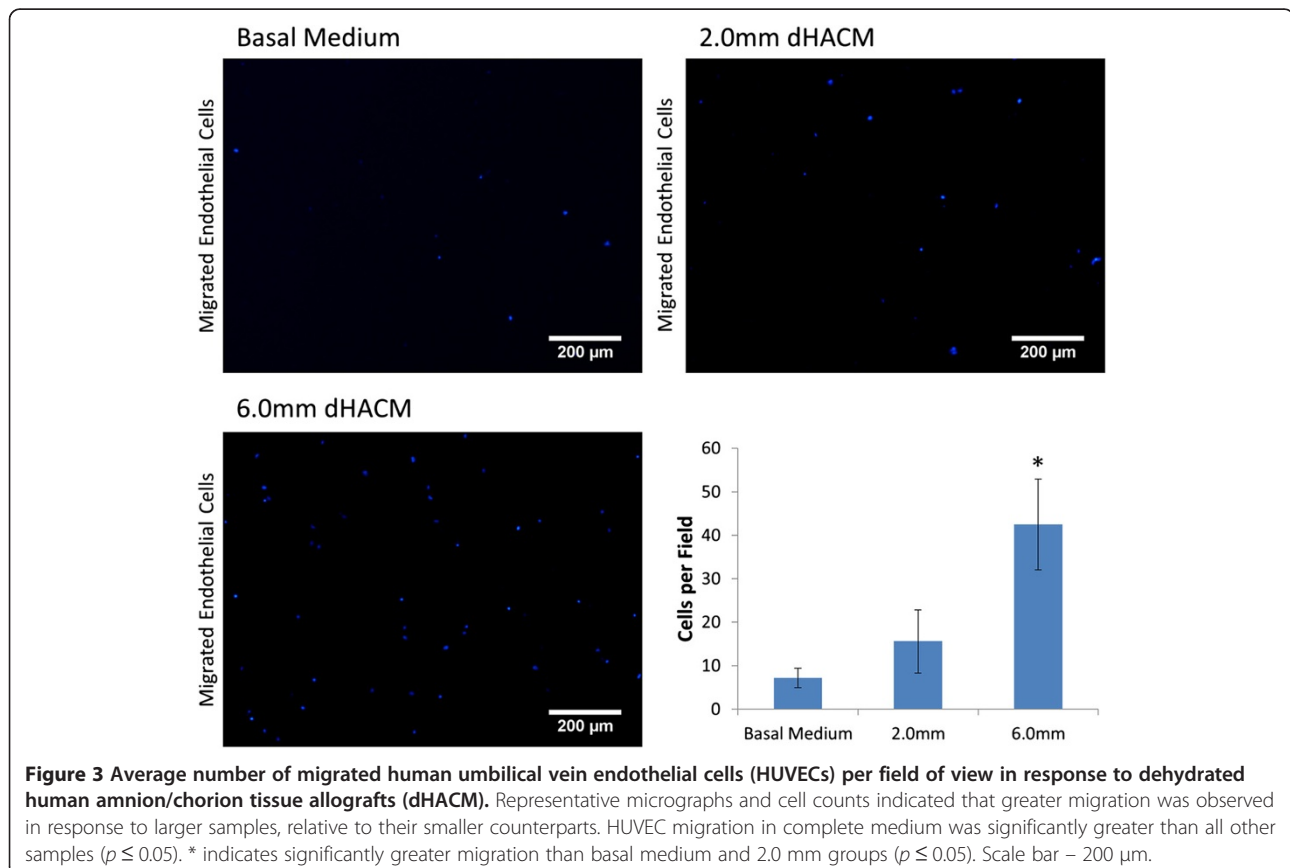 Basal Medium
2.0mm dHACM
Migrated Endothelial Cells
200 µm
Migrated Endothelial Cells
200 µm
6.0mm dHACM
Migrated Endothelial Cells
200 µm
60
50
40
30
20
10
0
Cells per Field
*
Basal Medium
2.0mm
6.0mm
Figure 3 Average number of migrated human umbilical vein endothelial cells (HUVECs) per field of view in response to dehydrated
human amnion/chorion tissue allografts (dHACM). Representative micrographs and cell counts indicated that greater migration was observed
in response to larger samples, relative to their smaller counterparts. HUVEC migration in complete medium was significantly greater than all other
samples (p ≤ 0.05). * indicates significantly greater migration than basal medium and 2.0 mm groups (p ≤ 0.05). Scale bar – 200 µm.